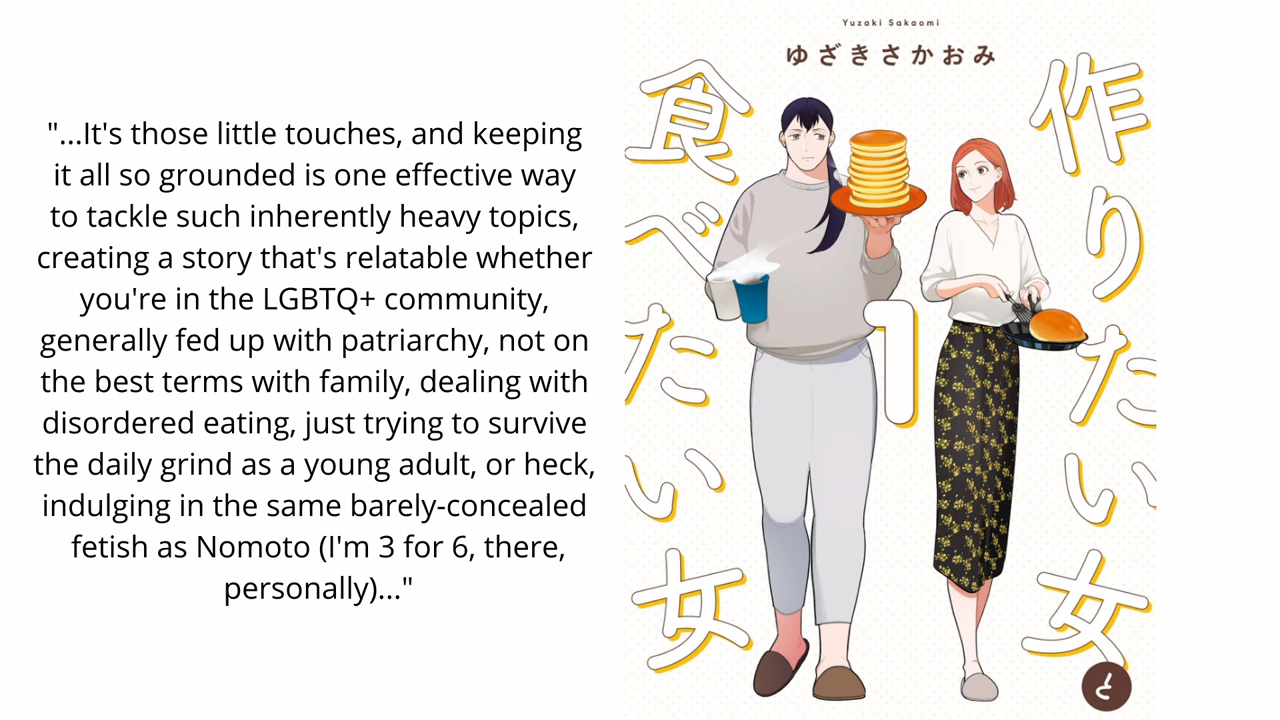 "...It's those little touches, and keeping
it all so grounded is one effective way
to tackle such inherently heavy topics,
creating a story that's relatable whether
you're in the LGBTQ+ community,
generally fed up with patriarchy, not on
the best terms with family, dealing with
disordered eating, just trying to survive
the daily grind as a young adult, or heck,
indulging in the same barely-concealed
fetish as Nomoto (I'm 3 for 6, there,
personally)..."
Yuzaki Sakaomi
ゆざきさかおみ
作りたい女
と
食べたい女
1